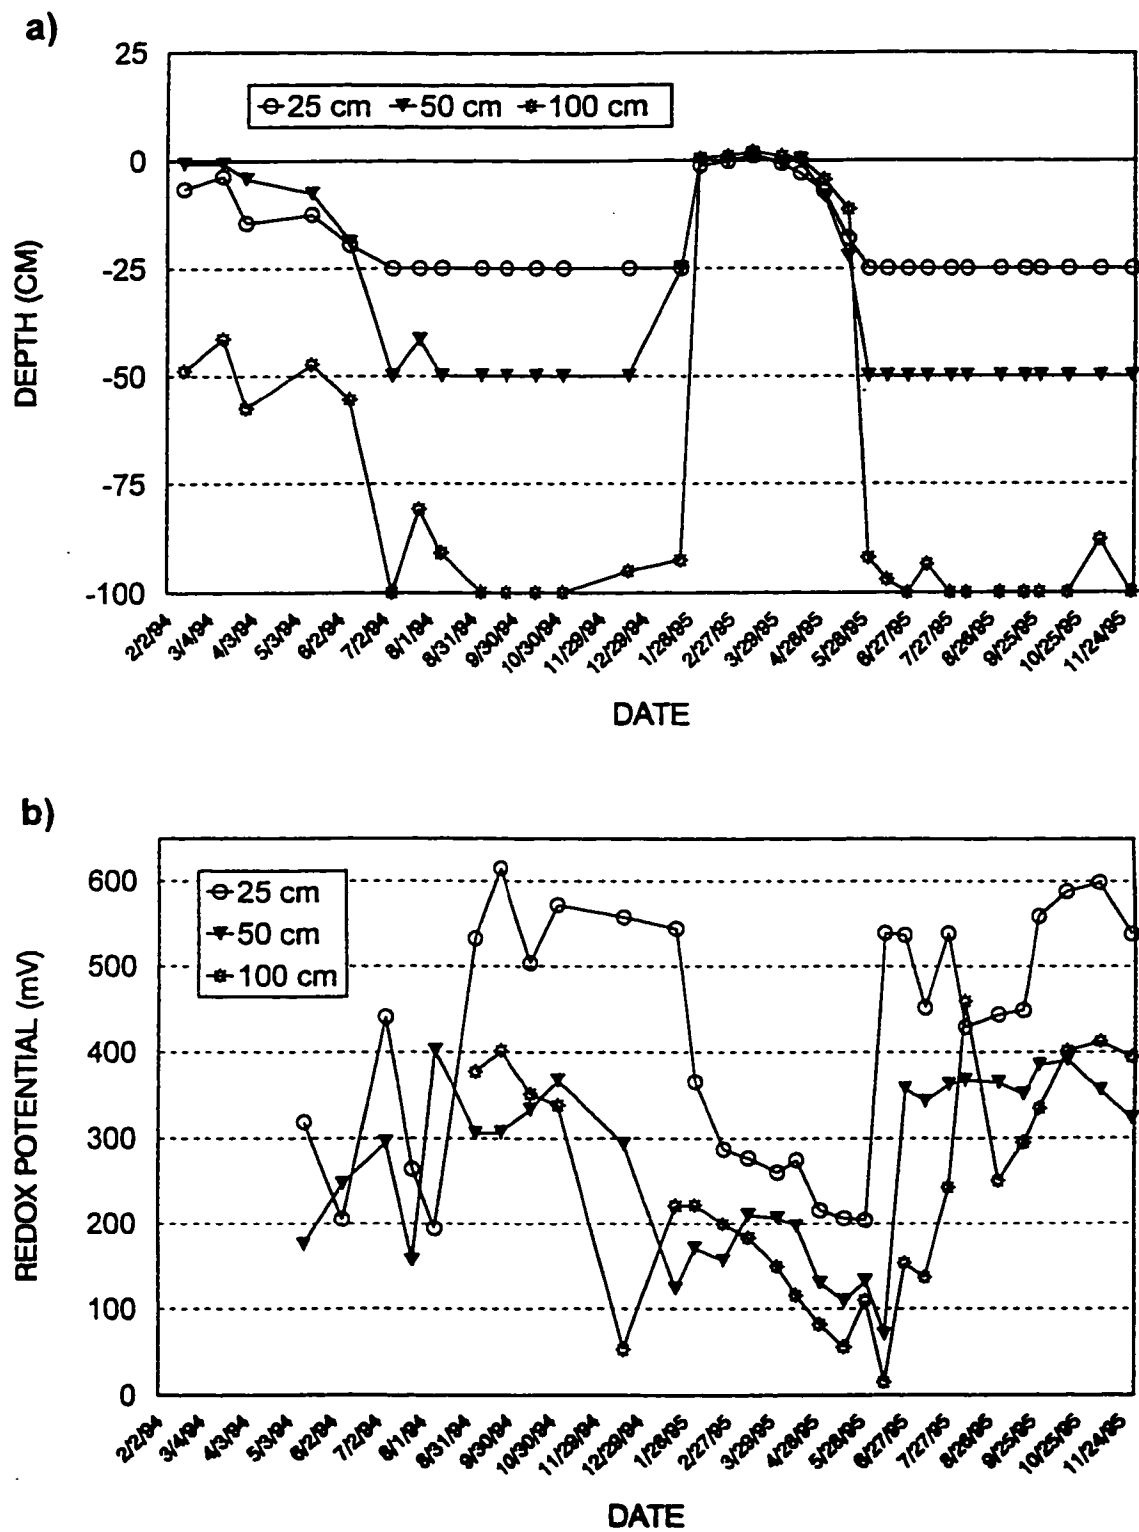 a)
25
0
-25
-50
-75
-100
DEPTH (CM)
25 cm 50 cm 100 cm
2/2/94 3/4/94 4/3/94 5/3/94 6/2/94 7/2/94 8/1/94 8/31/94 9/30/94 10/30/94 11/29/94 12/29/94 1/28/95 2/27/95 3/29/95 4/28/95 5/28/95 6/27/95 7/27/95 8/26/95 9/25/95 10/25/95 11/24/95
DATE
b)
600
500
400
300
200
100
0
REDOX POTENTIAL (mV)
25 cm
50 cm
100 cm
2/2/94 3/4/94 4/3/94 5/3/94 6/2/94 7/2/94 8/1/94 8/31/94 9/30/94 10/30/94 11/29/94 12/29/94 1/28/95 2/27/95 3/29/95 4/28/95 5/28/95 6/27/95 7/27/95 8/26/95 9/25/95 10/25/95 11/24/95
DATE